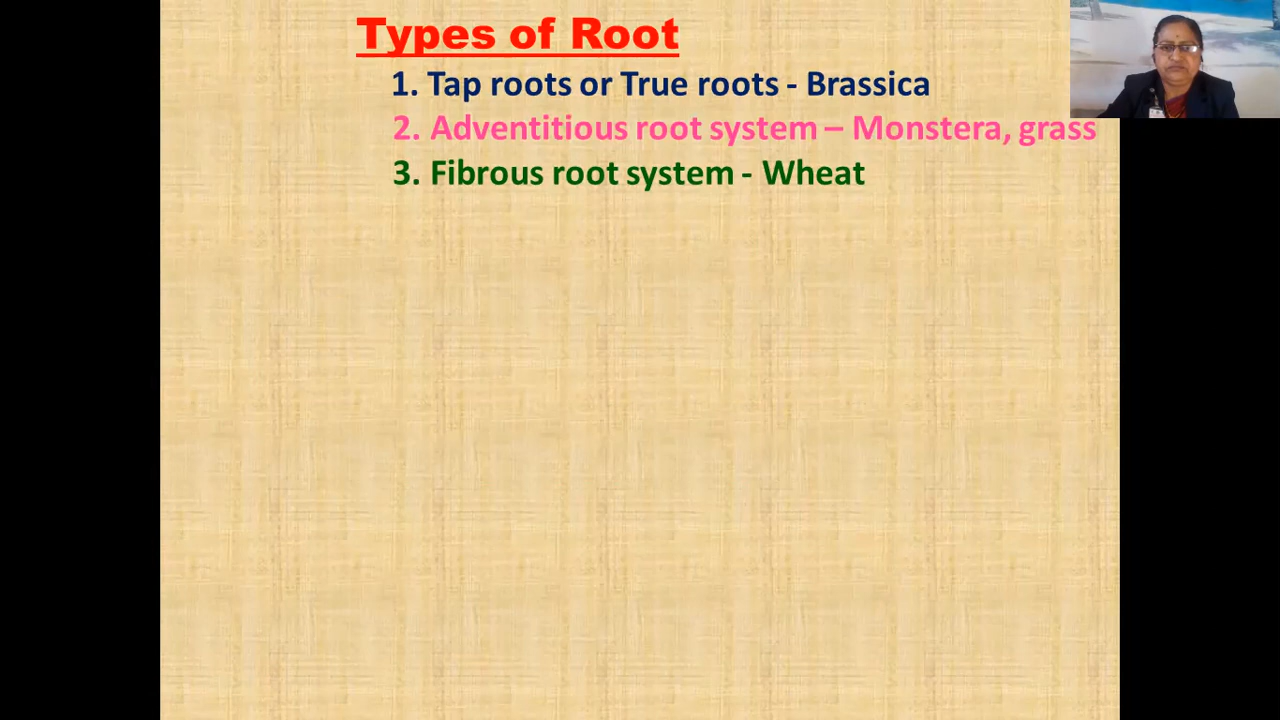 Types of Root
1. Tap roots or True roots - Brassica
2. Adventitious root system – Monstera, grass
3. Fibrous root system - Wheat